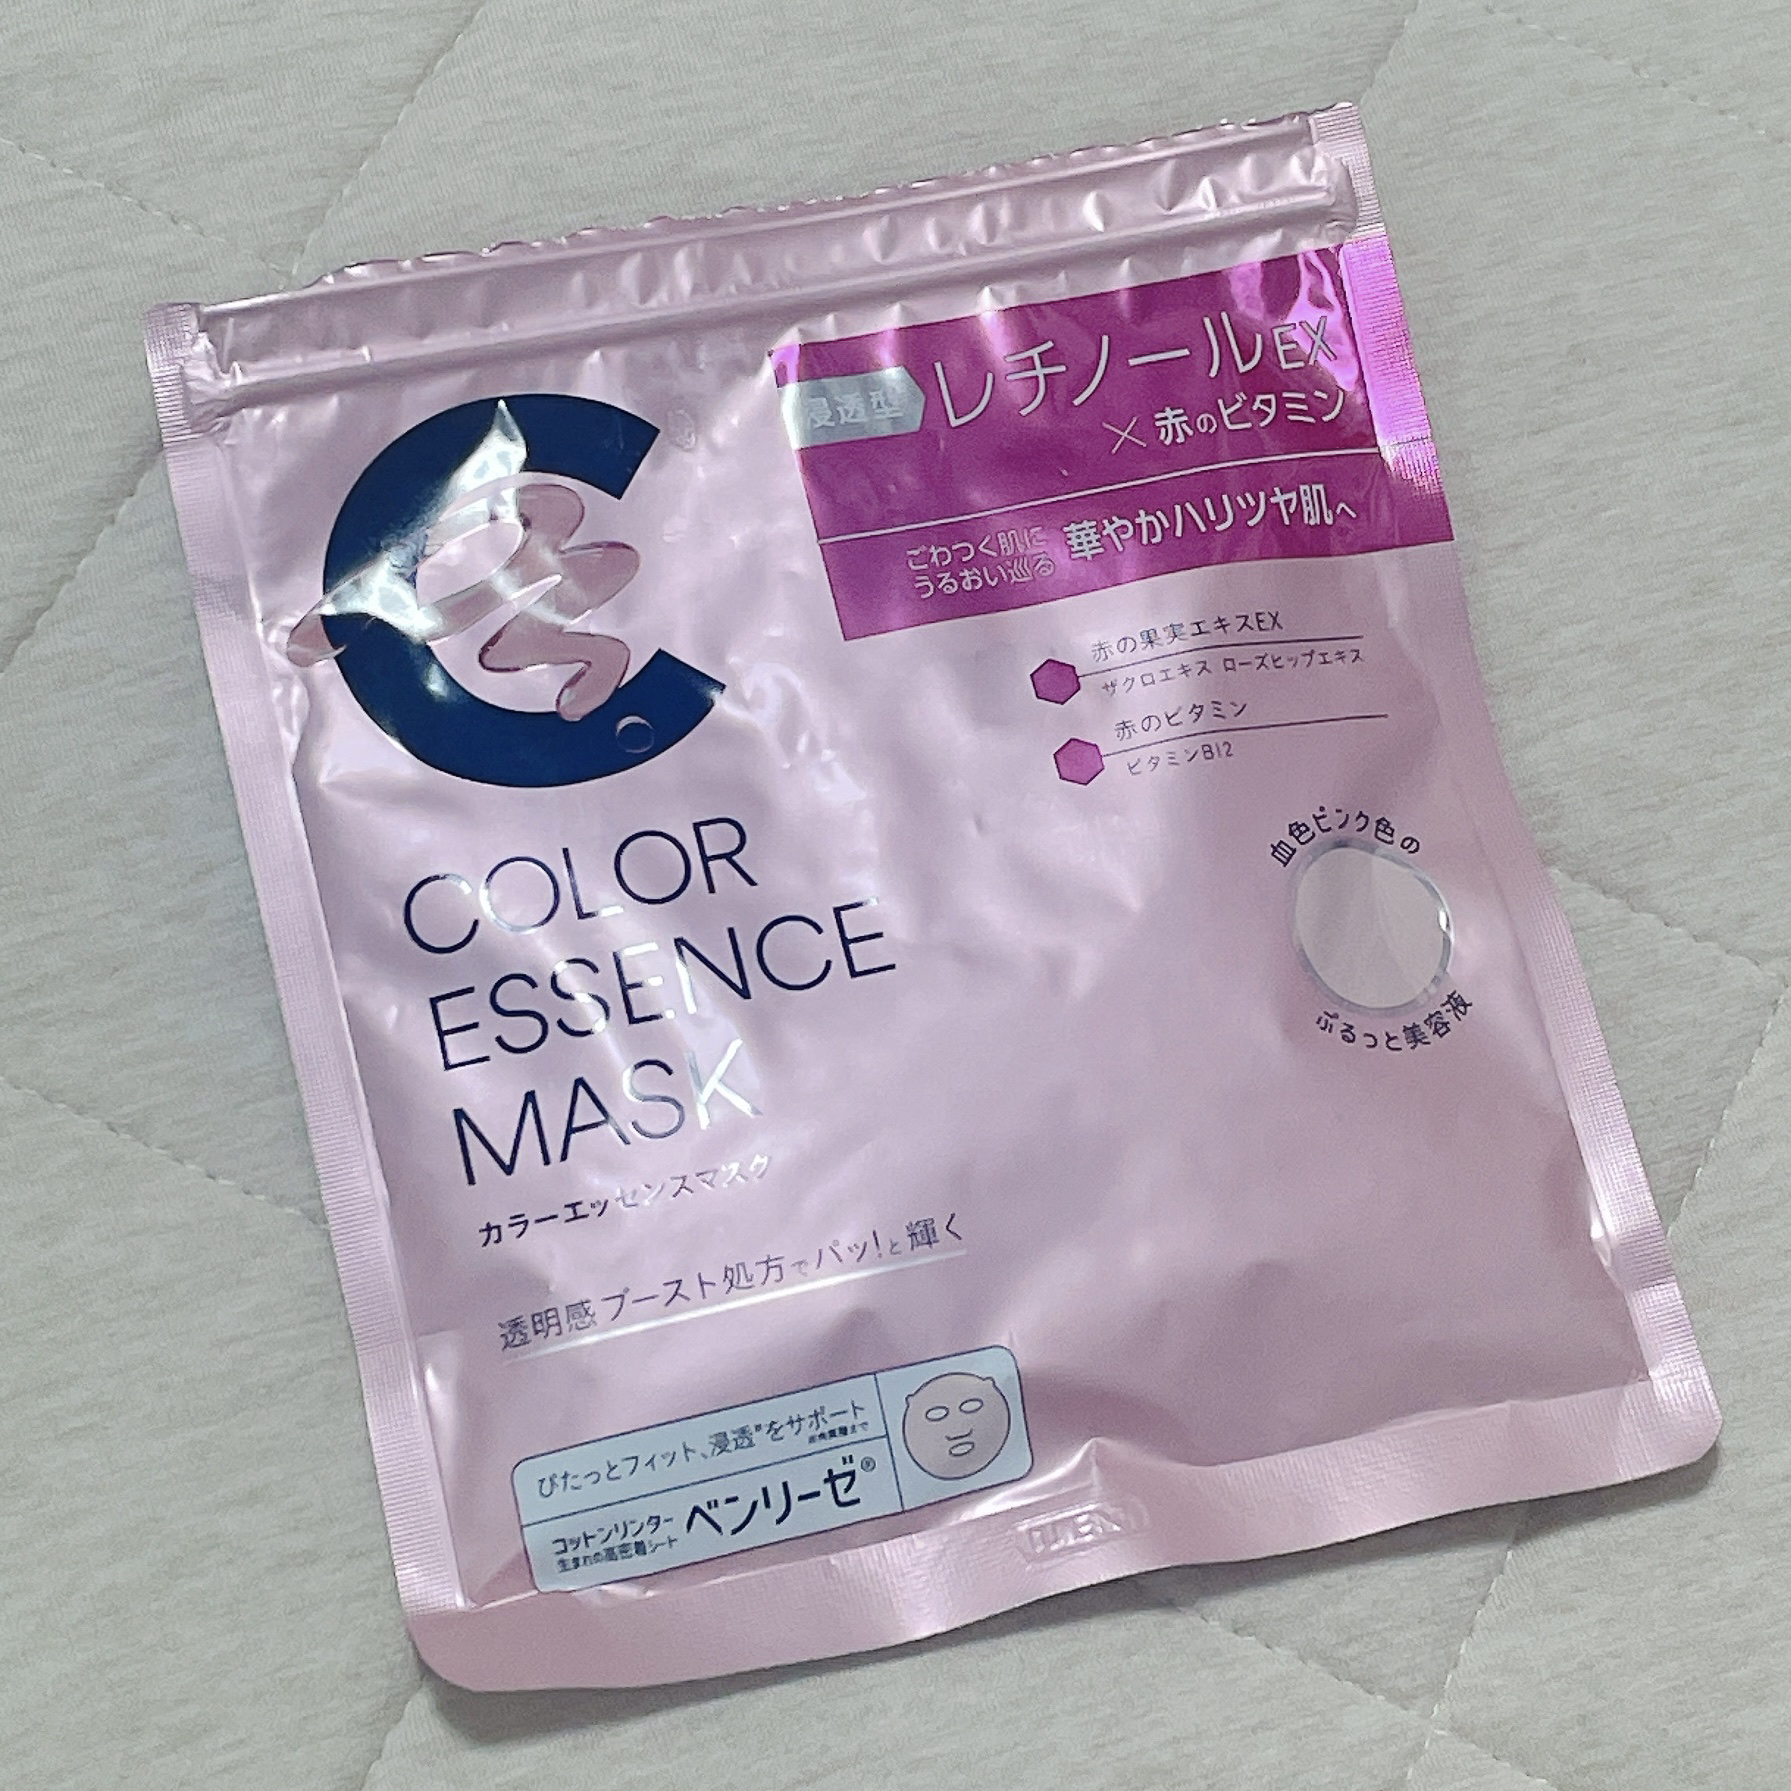 浸透型
レチノールEX
×赤のビタミン
ごわつく肌に
うるおい巡る
華やかハリツヤ肌へ
赤の果実エキスEX
ザクロエキス ローズヒップエキス
赤のビタミン
ビタミンB12
血色ピンク色の
ぷるっと美容液
C
COLOR
ESSENCE
MASK
カラーエッセンスマスク
透明感ブースト処方でパッ!と輝く
ぴたっとフィット、浸透*をサポート
コットンリンター
生まれの高密着シート
ベンリーゼ®